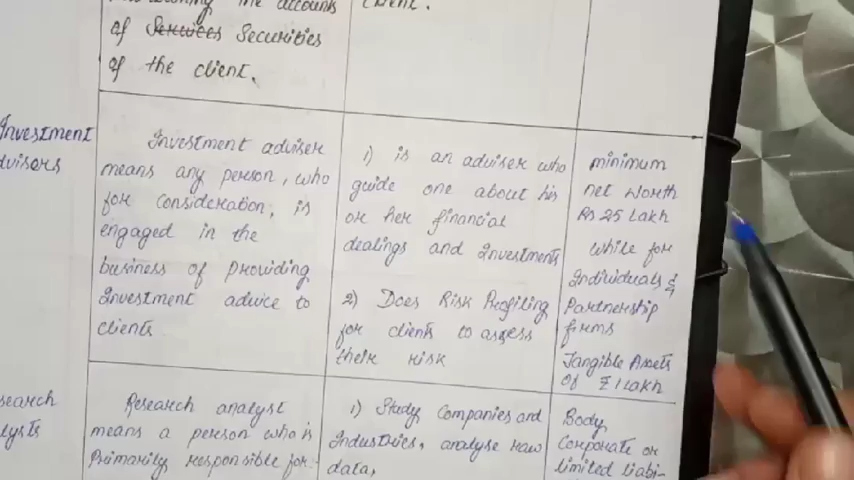 the accounts
of Services Securities
of the client.
client.
Investment
Investment adviser
means any person, who
for consideration, is
engaged in the
business of providing
Investment advice to
clients
1) is an adviser who
guide one about his
or her financial
dealings and Investments
2) Does Risk Profiling
for clients to assess
their risk
minimum
net worth
Rs 25 Lakh
while for
Individuals &
Partnership
firms
Tangible Assets
of ₹ 1 Lakh
Research analyst
means a person who is
Primarily responsible for
1) Study Companies and
Industries, analyse raw
data,
Body
Corporate or
limited liabi-